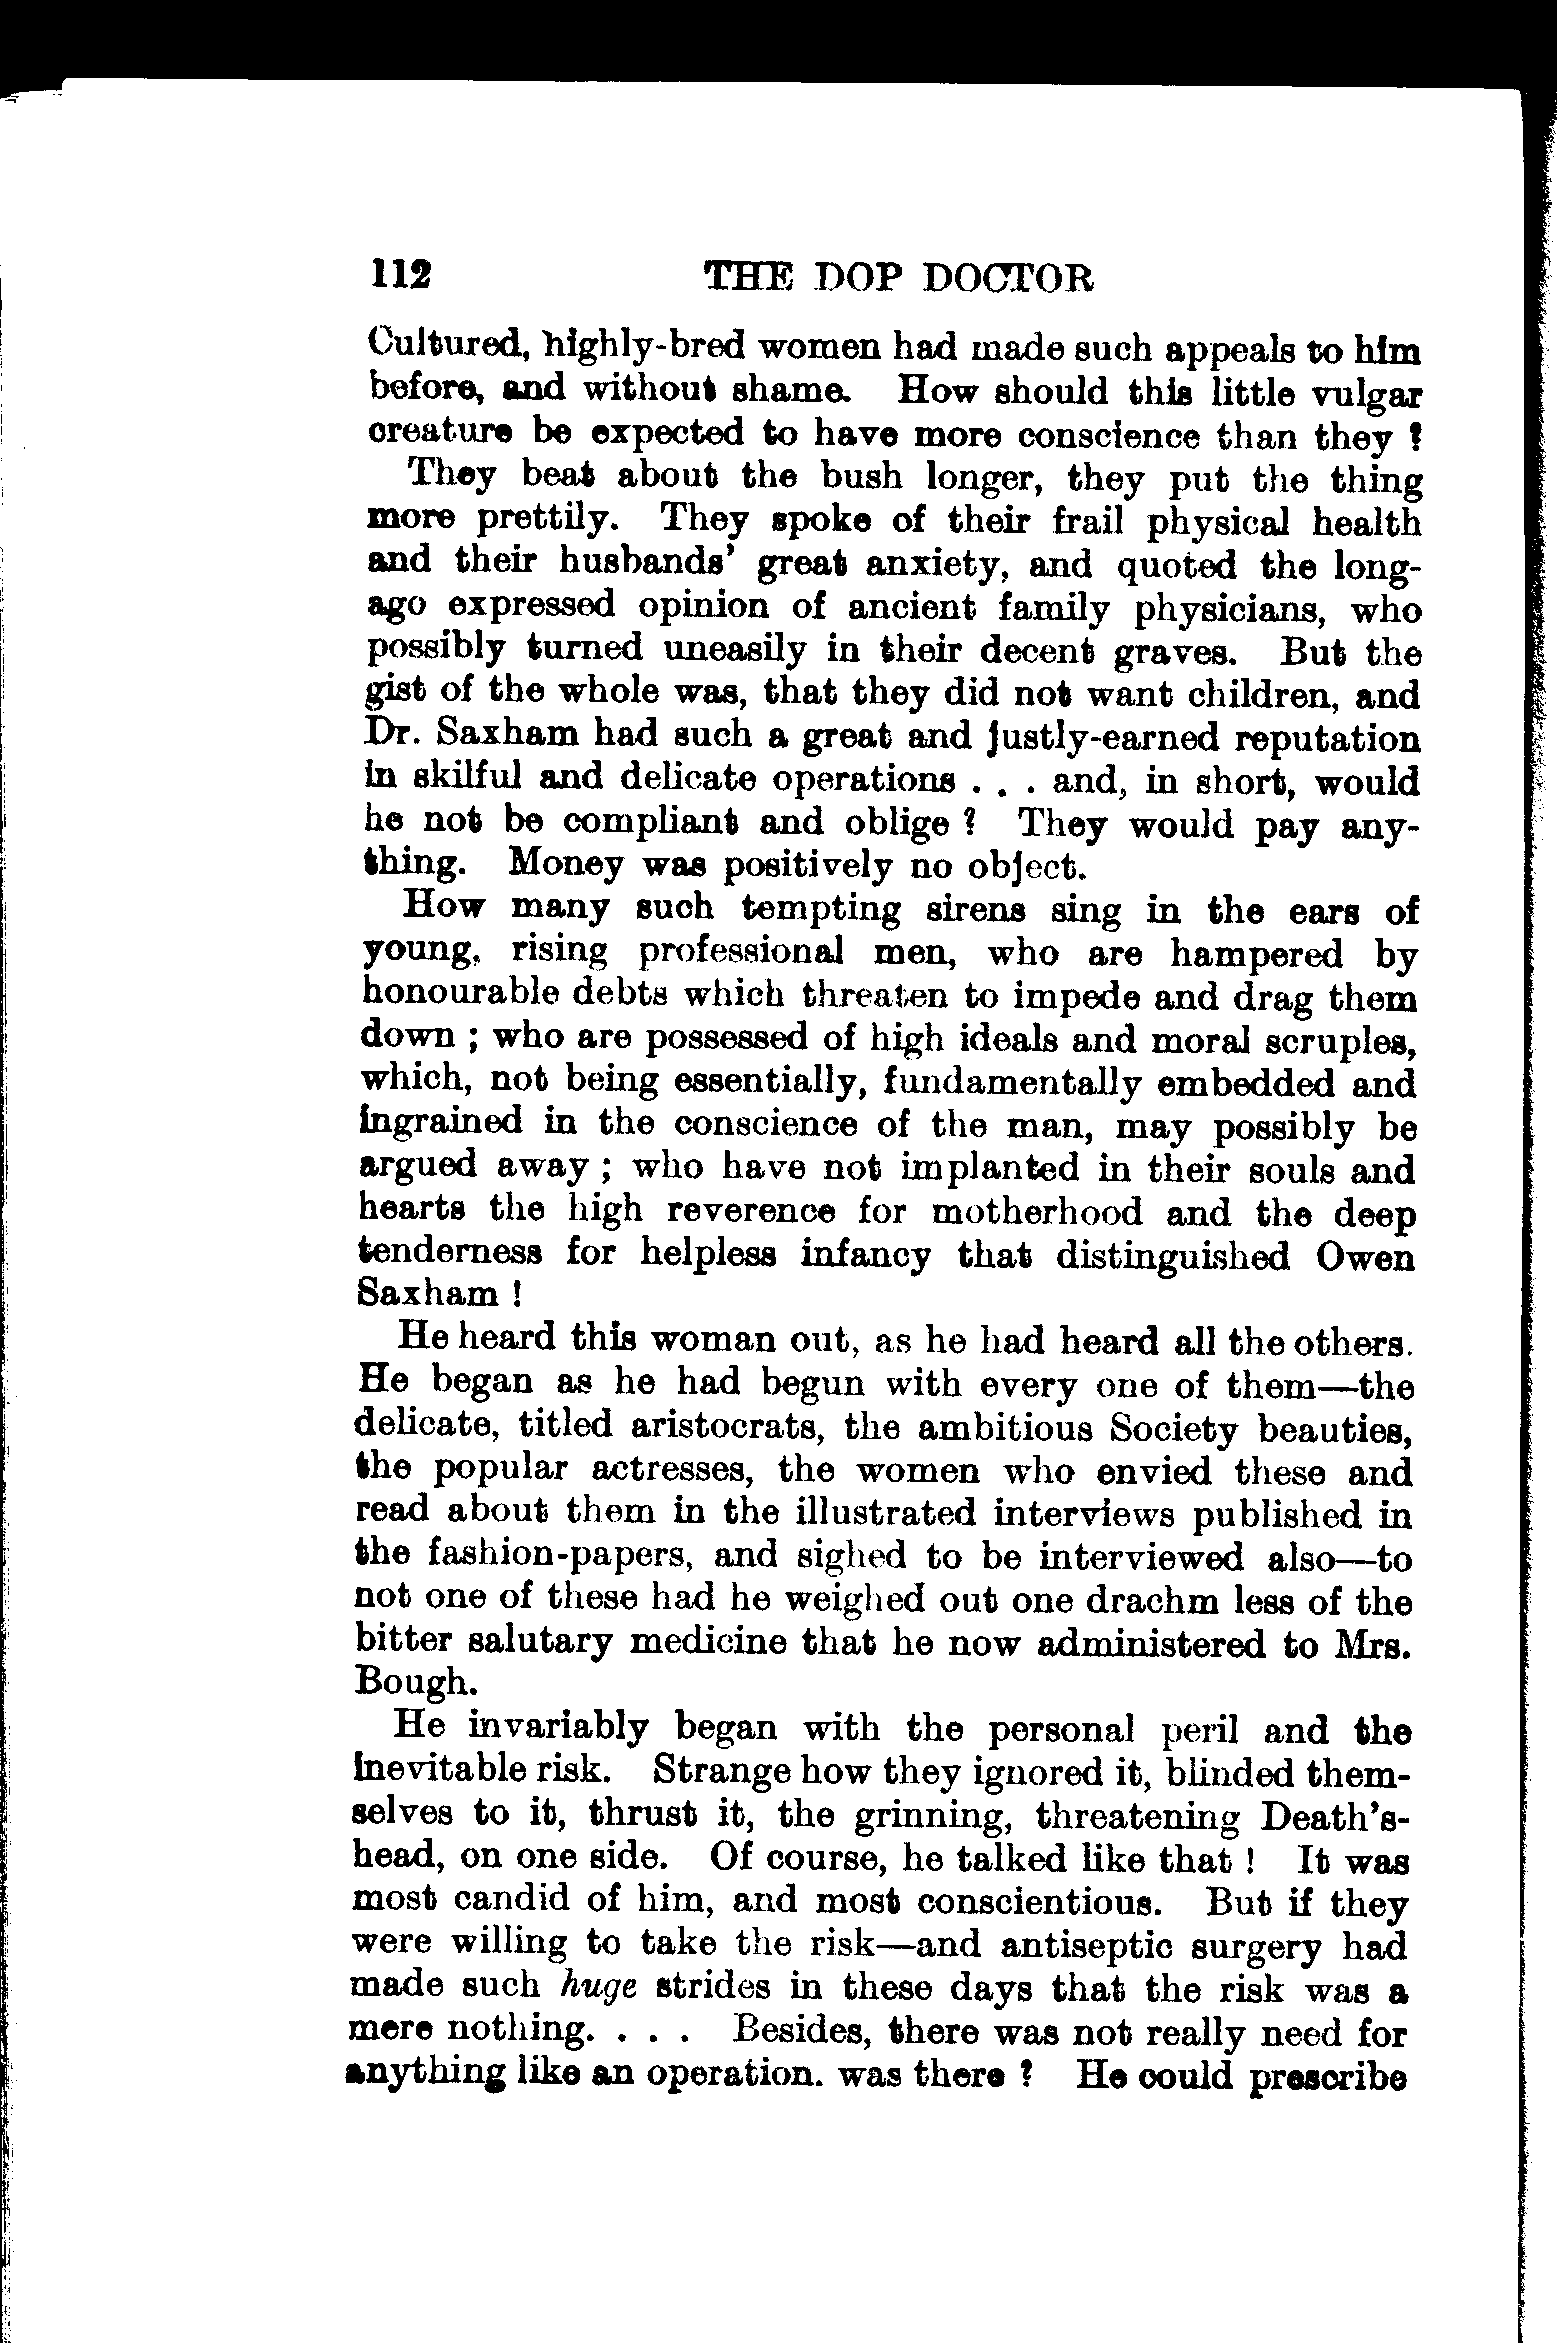 112 THE DOP DOCTOR
Cultured, highly-bred women had made such appeals to him
before, and without shame. How should this little vulgar
creature be expected to have more conscience than they ?
They beat about the bush longer, they put the thing
more prettily. They spoke of their frail physical health
and their husbands' great anxiety, and quoted the long-
ago expressed opinion of ancient family physicians, who
possibly turned uneasily in their decent graves. But the
gist of the whole was, that they did not want children, and
Dr. Saxham had such a great and justly-earned reputation
in skilful and delicate operations . . . and, in short, would
he not be compliant and oblige ? They would pay any-
thing. Money was positively no object.
How many such tempting sirens sing in the ears of
young, rising professional men, who are hampered by
honourable debts which threaten to impede and drag them
down ; who are possessed of high ideals and moral scruples,
which, not being essentially, fundamentally embedded and
ingrained in the conscience of the man, may possibly be
argued away ; who have not implanted in their souls and
hearts the high reverence for motherhood and the deep
tenderness for helpless infancy that distinguished Owen
Saxham !
He heard this woman out, as he had heard all the others.
He began as he had begun with every one of them—the
delicate, titled aristocrats, the ambitious Society beauties,
the popular actresses, the women who envied these and
read about them in the illustrated interviews published in
the fashion-papers, and sighed to be interviewed also—to
not one of these had he weighed out one drachm less of the
bitter salutary medicine that he now administered to Mrs.
Bough.
He invariably began with the personal peril and the
inevitable risk. Strange how they ignored it, blinded them-
selves to it, thrust it, the grinning, threatening Death's-
head, on one side. Of course, he talked like that ! It was
most candid of him, and most conscientious. But if they
were willing to take the risk—and antiseptic surgery had
made such huge strides in these days that the risk was a
mere nothing. . . . Besides, there was not really need for
anything like an operation. was there ? He could prescribe